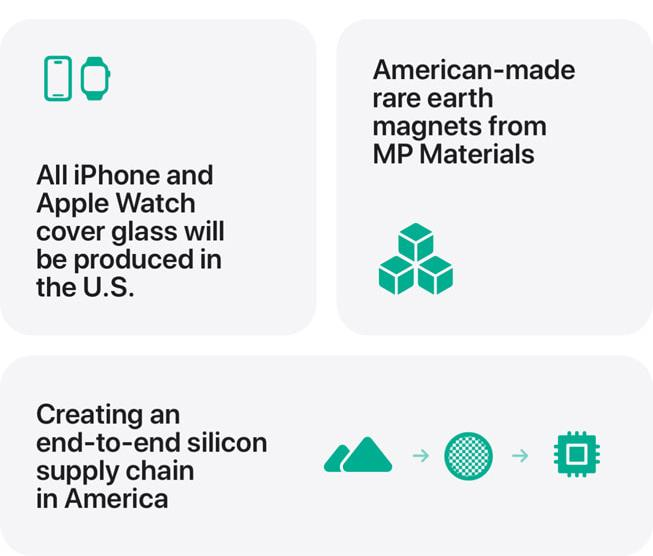 All iPhone and
Apple Watch
cover glass will
be produced in
the U.S.
American-made
rare earth
magnets from
MP Materials
Creating an
end-to-end silicon
supply chain
in America